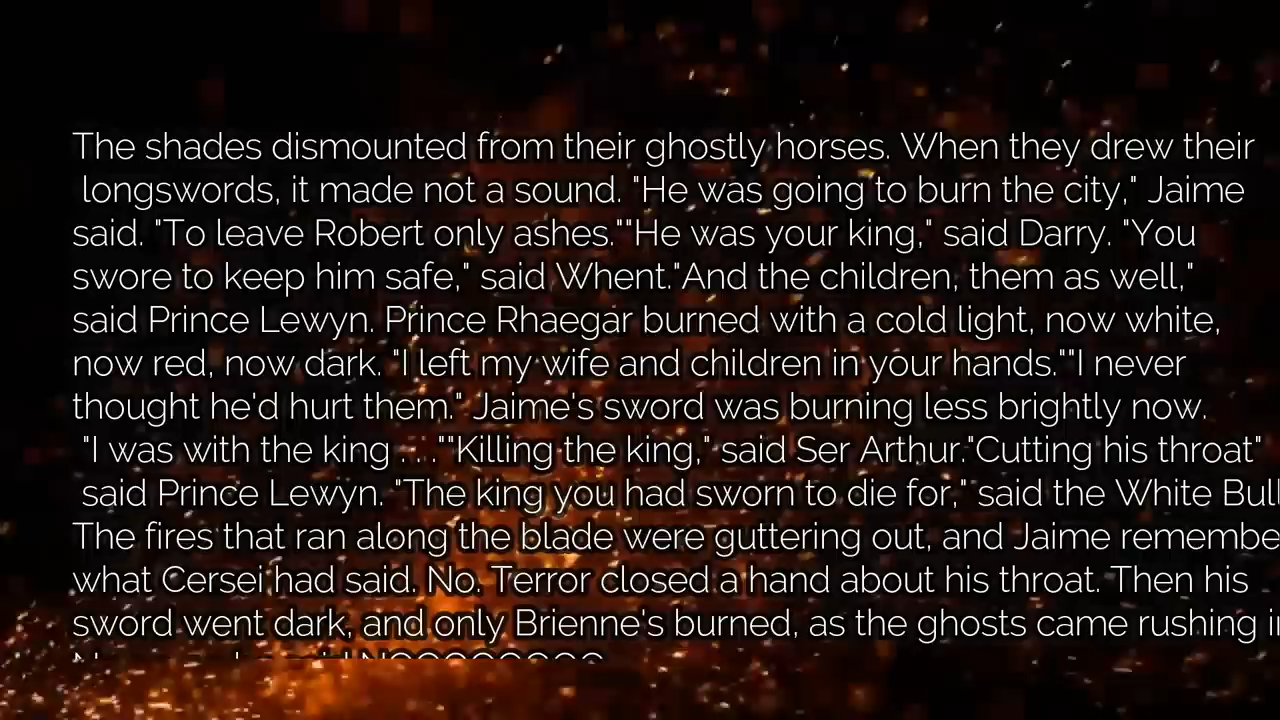 The shades dismounted from their ghostly horses. When they drew their
longswords, it made not a sound. "He was going to burn the city," Jaime
said. "To leave Robert only ashes.""He was your king," said Darry. "You
swore to keep him safe," said Whent."And the children, them as well,"
said Prince Lewyn. Prince Rhaegar burned with a cold light, now white,
now red, now dark. "I left my wife and children in your hands.""I never
thought he'd hurt them." Jaime's sword was burning less brightly now.
"I was with the king . . .""Killing the king," said Ser Arthur."Cutting his throat"
said Prince Lewyn. "The king you had sworn to die for," said the White Bull
The fires that ran along the blade were guttering out, and Jaime remembe
what Cersei had said. No. Terror closed a hand about his throat. Then his
sword went dark, and only Brienne's burned, as the ghosts came rushing i